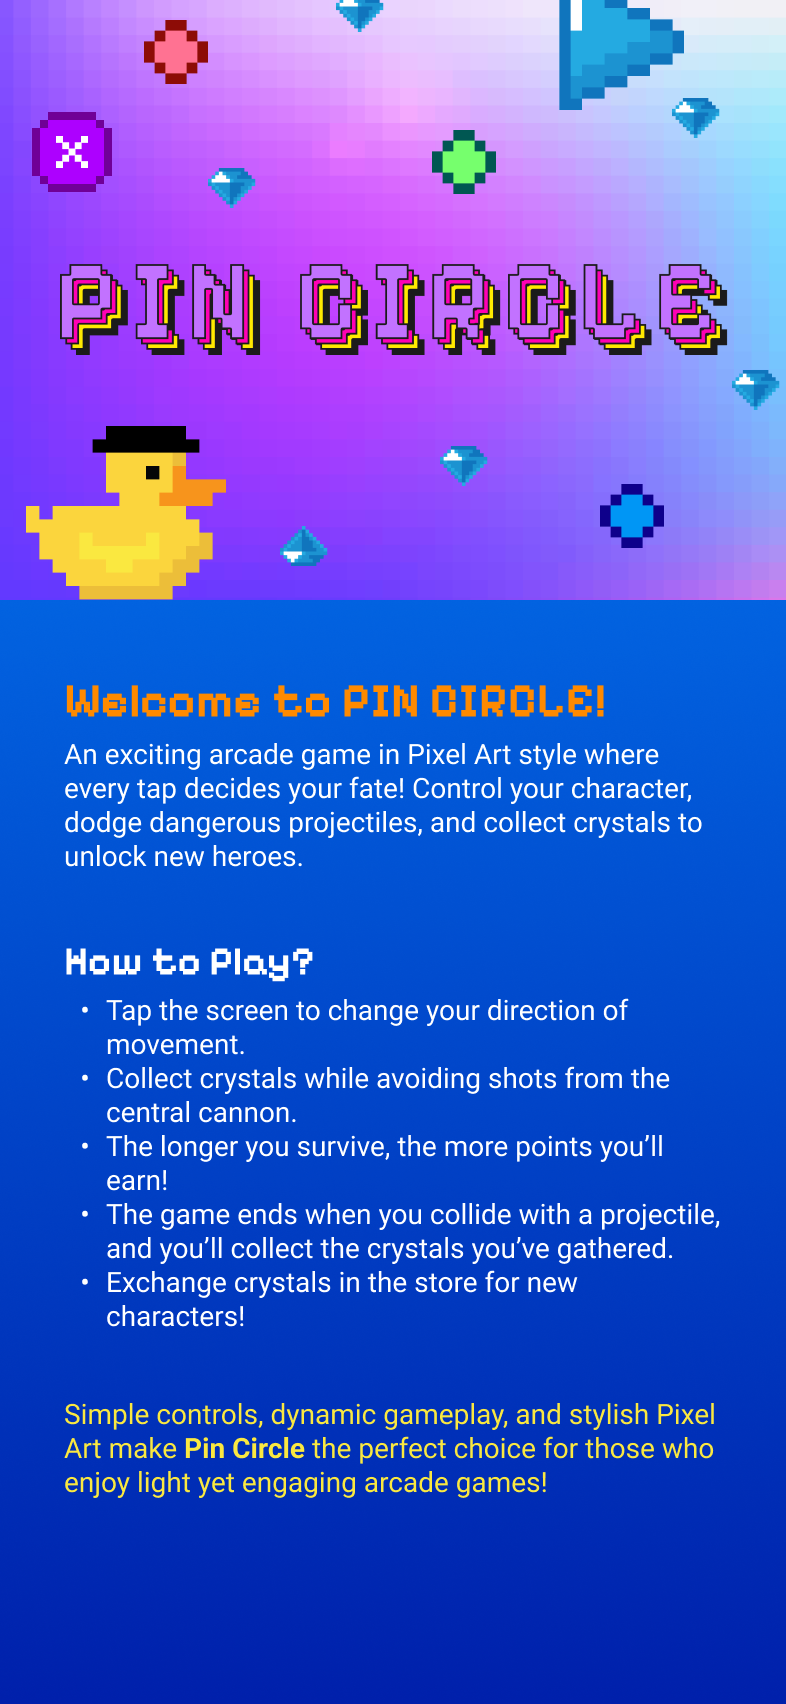 PIN CIRCLE
Welcome to PIN CIRCLE!
An exciting arcade game in Pixel Art style where
every tap decides your fate! Control your character,
dodge dangerous projectiles, and collect crystals to
unlock new heroes.
How to Play?
• Tap the screen to change your direction of
movement.
• Collect crystals while avoiding shots from the
central cannon.
• The longer you survive, the more points you’ll
earn!
• The game ends when you collide with a projectile,
and you’ll collect the crystals you’ve gathered.
• Exchange crystals in the store for new
characters!
Simple controls, dynamic gameplay, and stylish Pixel
Art make Pin Circle the perfect choice for those who
enjoy light yet engaging arcade games!